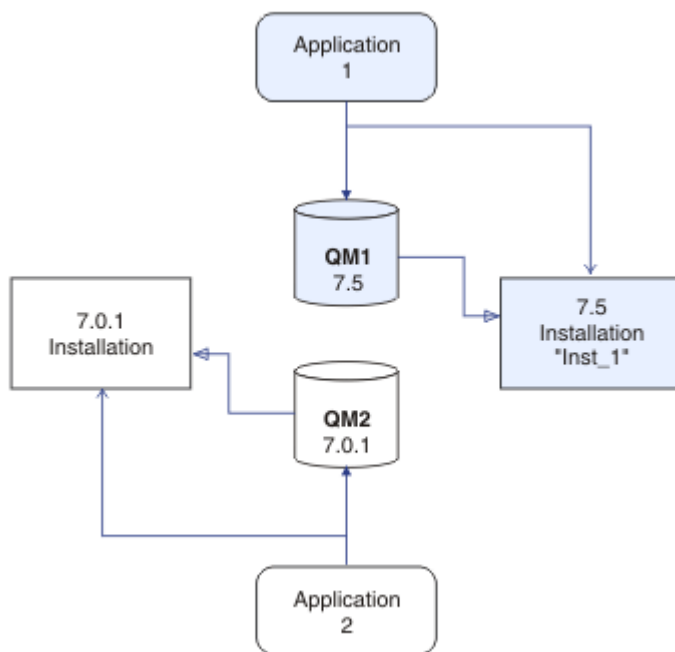 Application
1
QM1
7.5
7.5
Installation
"Inst_1"
7.0.1
Installation
QM2
7.0.1
Application
2